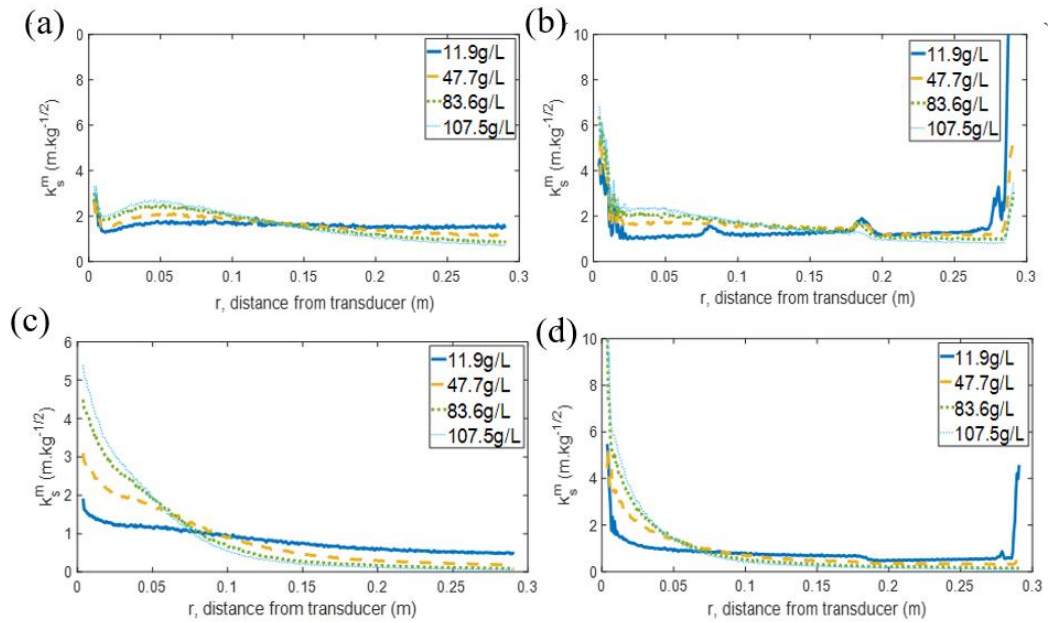 (a)
0
8
6
4
2
0
k_s^m (m.kg^-1/2)
0 0.05 0.1 0.15 0.2 0.25 0.3
r, distance from transducer (m)
11.9g/L
47.7g/L
83.6g/L
107.5g/L
(b)
10
8
6
4
2
0
k_s^m (m.kg^-1/2)
0 0.05 0.1 0.15 0.2 0.25 0.3
r, distance from transducer (m)
11.9g/L
47.7g/L
83.6g/L
107.5g/L
(c)
6
5
4
3
2
1
0
k_s^m (m.kg^-1/2)
0 0.05 0.1 0.15 0.2 0.25 0.3
r, distance from transducer (m)
11.9g/L
47.7g/L
83.6g/L
107.5g/L
(d)
10
8
6
4
2
0
k_s^m (m.kg^-1/2)
0 0.05 0.1 0.15 0.2 0.25 0.3
r, distance from transducer (m)
11.9g/L
47.7g/L
83.6g/L
107.5g/L